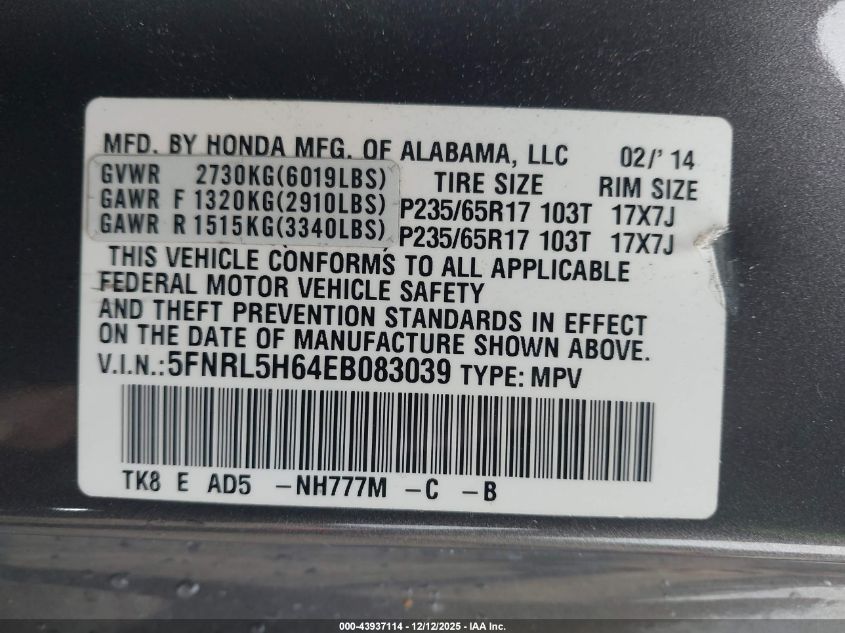 MFD. BY HONDA MFG. OF ALABAMA, LLC 02/' 14
GVWR 2730KG(6019LBS) TIRE SIZE RIM SIZE
GAWR F 1320KG(2910LBS) P235/65R17 103T 17X7J
GAWR R 1515KG(3340LBS) P235/65R17 103T 17X7J
THIS VEHICLE CONFORMS TO ALL APPLICABLE
FEDERAL MOTOR VEHICLE SAFETY
AND THEFT PREVENTION STANDARDS IN EFFECT
ON THE DATE OF MANUFACTURE SHOWN ABOVE.
V.I.N.:5FNRL5H64EB083039 TYPE: MPV
TK8 E AD5 -NH777M -C -B
000-43937114 - 12/12/2025 - IAA Inc.